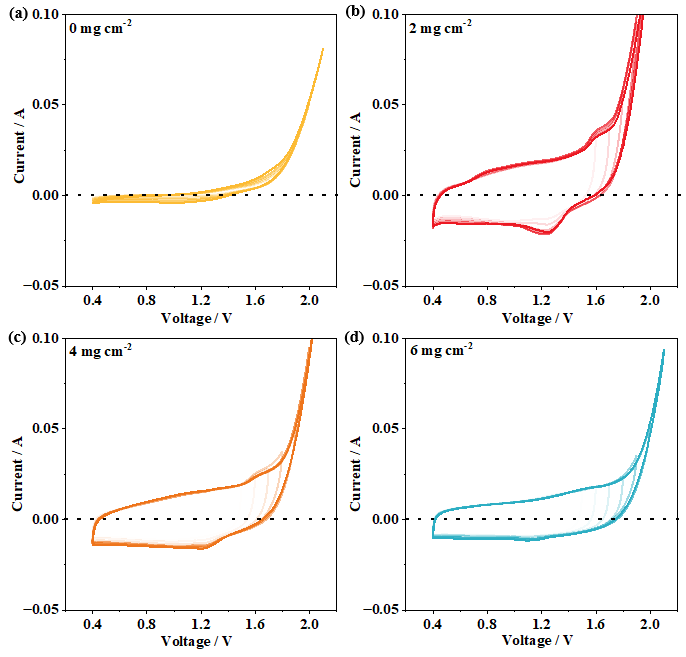 (a)
0 mg cm-2
0.10
0.05
0.00
−0.05
Current / A
0.4 0.8 1.2 1.6 2.0
Voltage / V
(b)
2 mg cm-2
0.10
0.05
0.00
−0.05
Current / A
0.4 0.8 1.2 1.6 2.0
Voltage / V
(c)
4 mg cm-2
0.10
0.05
0.00
−0.05
Current / A
0.4 0.8 1.2 1.6 2.0
Voltage / V
(d)
6 mg cm-2
0.10
0.05
0.00
−0.05
Current / A
0.4 0.8 1.2 1.6 2.0
Voltage / V